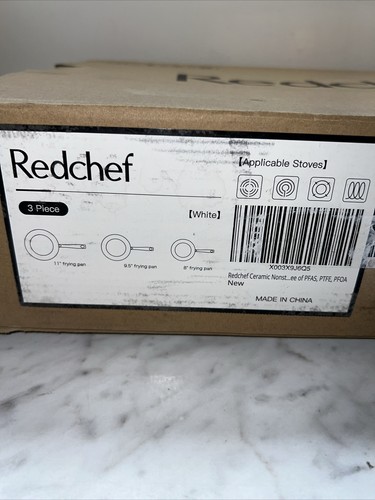 Redchef
【Applicable Stoves】
3 Piece
【White】
11" frying pan
9.5" frying pan
8" frying pan
X003X9J6Q5
Redchef Ceramic Nonst...ee of PFAS, PTFE, PFOA
New
MADE IN CHINA